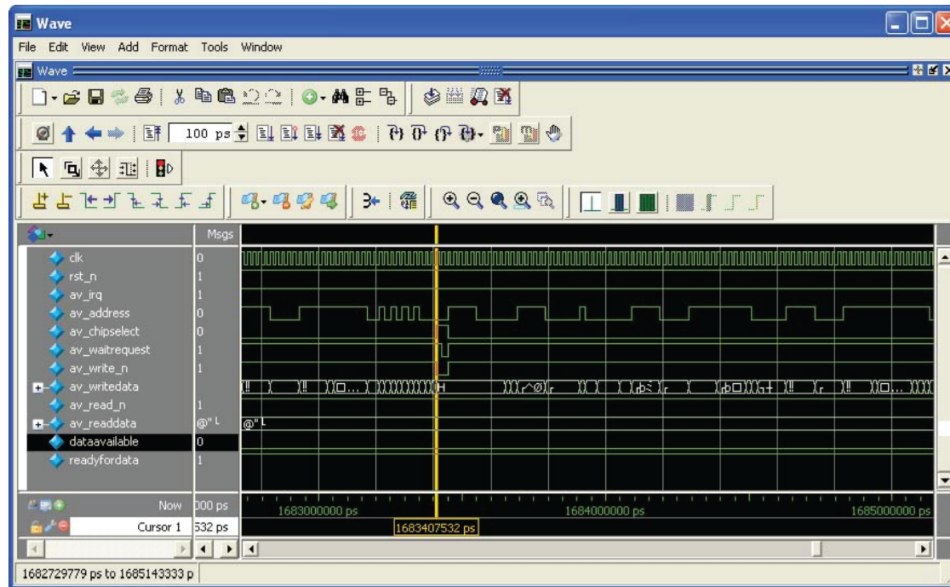 Wave
File Edit View Add Format Tools Window
Wave
100 ps
Msgs
clk 0
rst_n 1
av_irq 1
av_address 0
av_chipselect 0
av_waitrequest 1
av_write_n 1
av_writedata H
av_read_n 1
av_readdata @" L @" L
dataavailable 0
readyfordata 1
Now 000 ps 1683000000 ps 1684000000 ps 1685000000 ps
Cursor 1 532 ps 1683407532 ps
1682729779 ps to 1685143333 p